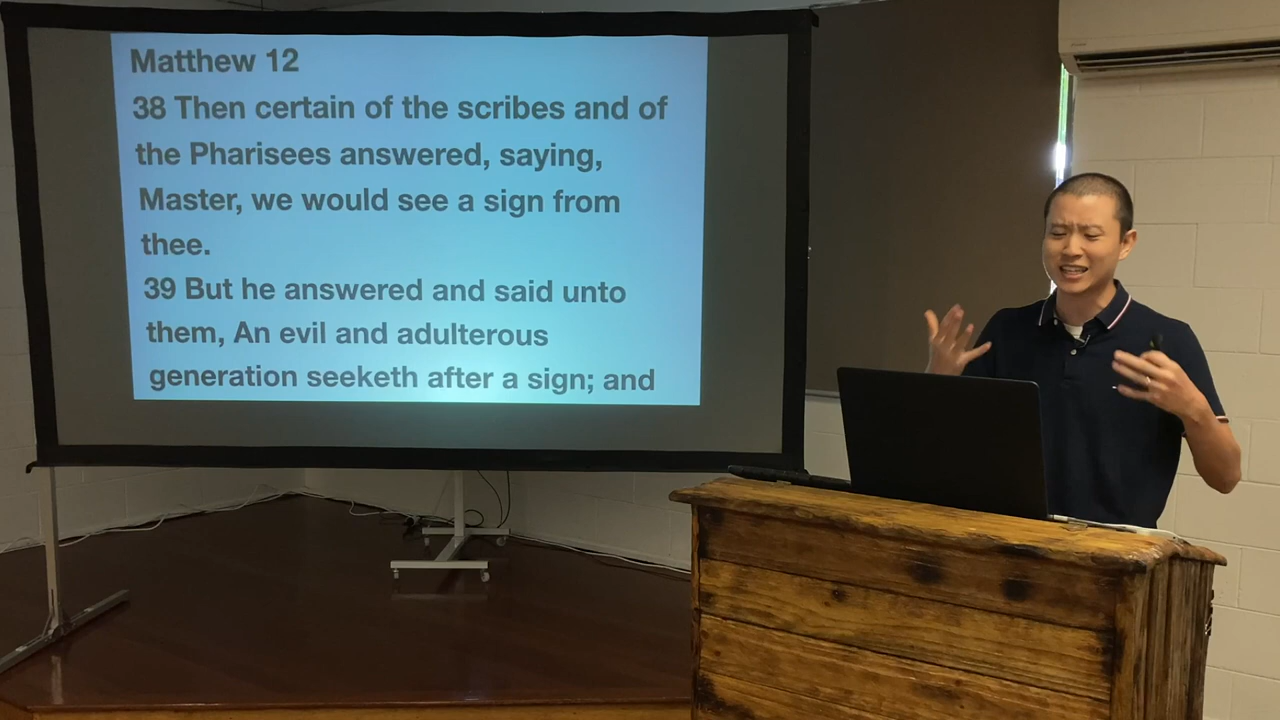 Matthew 12
38 Then certain of the scribes and of
the Pharisees answered, saying,
Master, we would see a sign from
thee.
39 But he answered and said unto
them, An evil and adulterous
generation seeketh after a sign; and